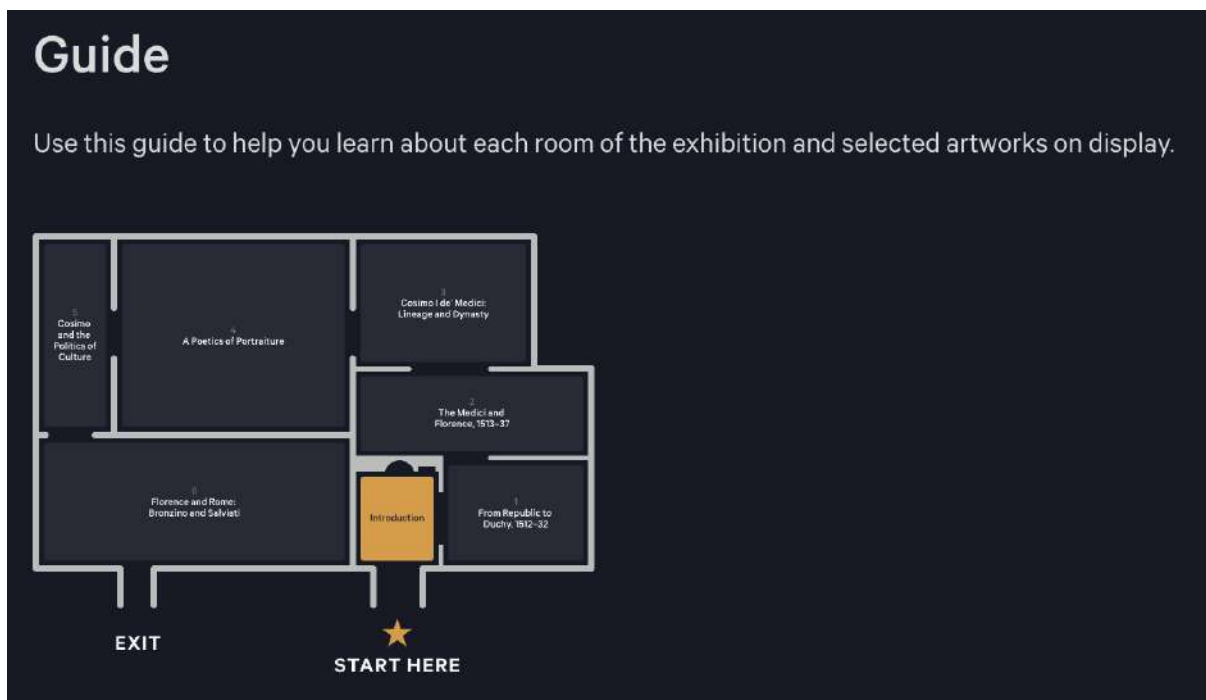 Guide
Use this guide to help you learn about each room of the exhibition and selected artworks on display.
5
Cosimo
and the
Politics of
Culture
4
A Poetics of Portraiture
3
Cosimo I de' Medici:
Lineage and Dynasty
2
The Medici and
Florence, 1513–37
6
Florence and Rome:
Bronzino and Salviati
Introduction
1
From Republic to
Duchy, 1512–32
EXIT
START HERE